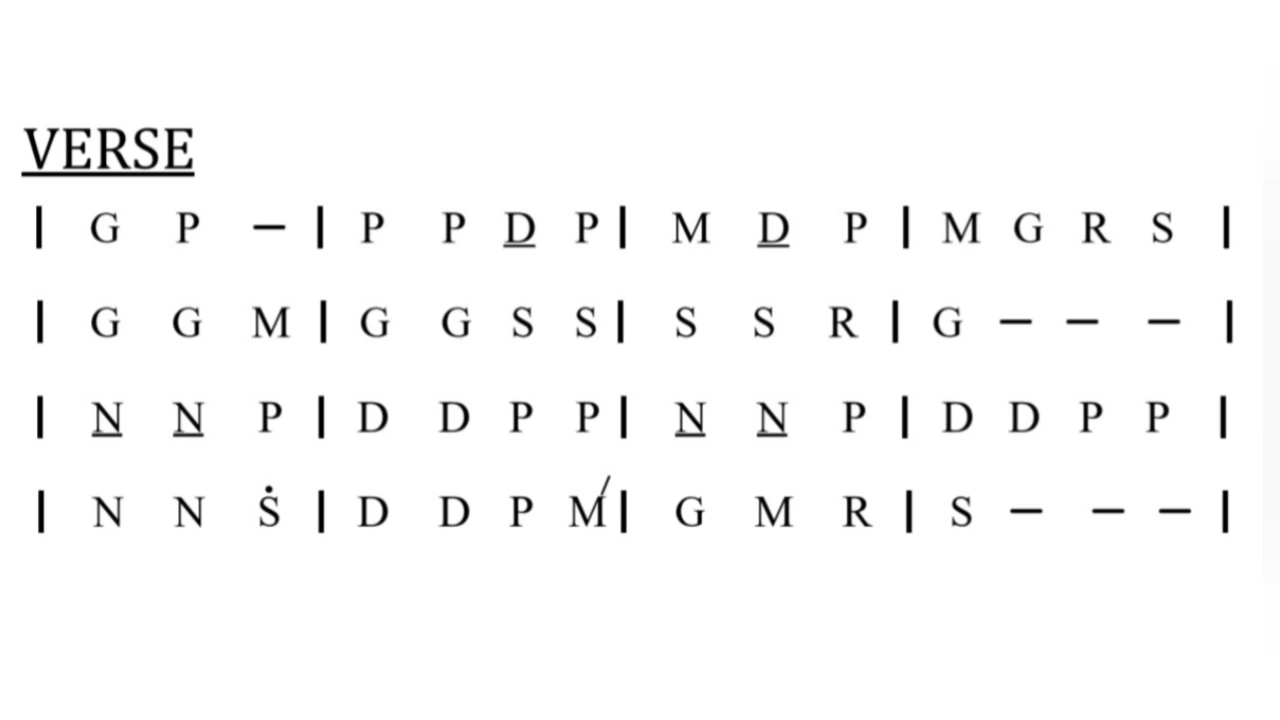 VERSE
| G P – | P P D̲ P | M D̲ P | M G R S |
| G G M | G G S S | S S R | G – – – |
| N̲ N̲ P | D D P P | N̲ N̲ P | D D P P |
| N N Ṡ | D D P Ḿ | G M R | S – – – |